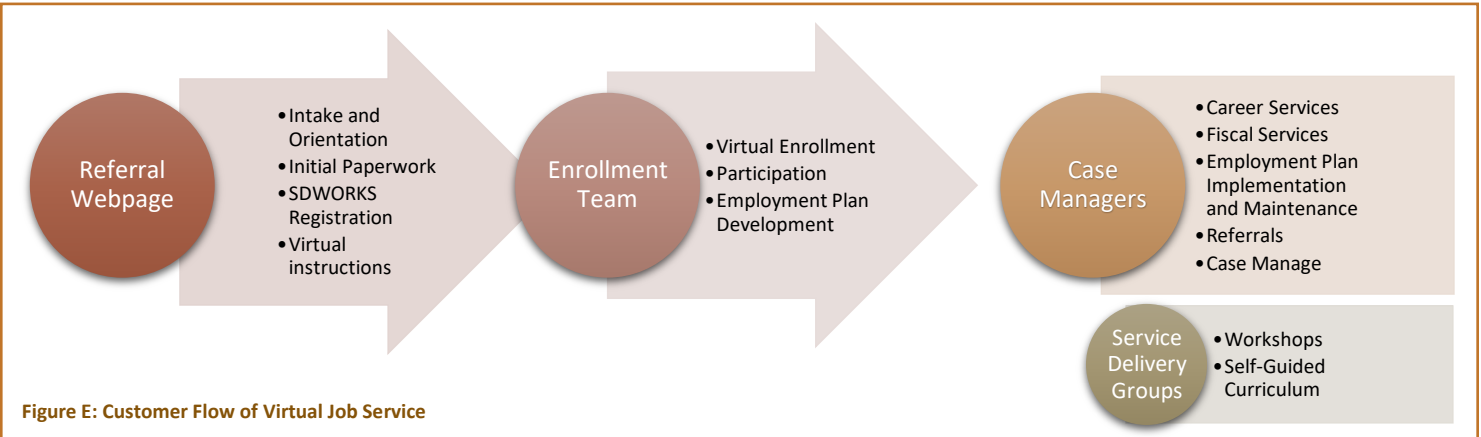 Referral
Webpage
•Intake and
Orientation
•Initial Paperwork
•SDWORKS
Registration
•Virtual
instructions
Enrollment
Team
•Virtual Enrollment
•Participation
•Employment Plan
Development
Case
Managers
•Career Services
•Fiscal Services
•Employment Plan
Implementation
and Maintenance
•Referrals
•Case Manage
Service
Delivery
Groups
•Workshops
•Self-Guided
Curriculum
Figure E: Customer Flow of Virtual Job Service